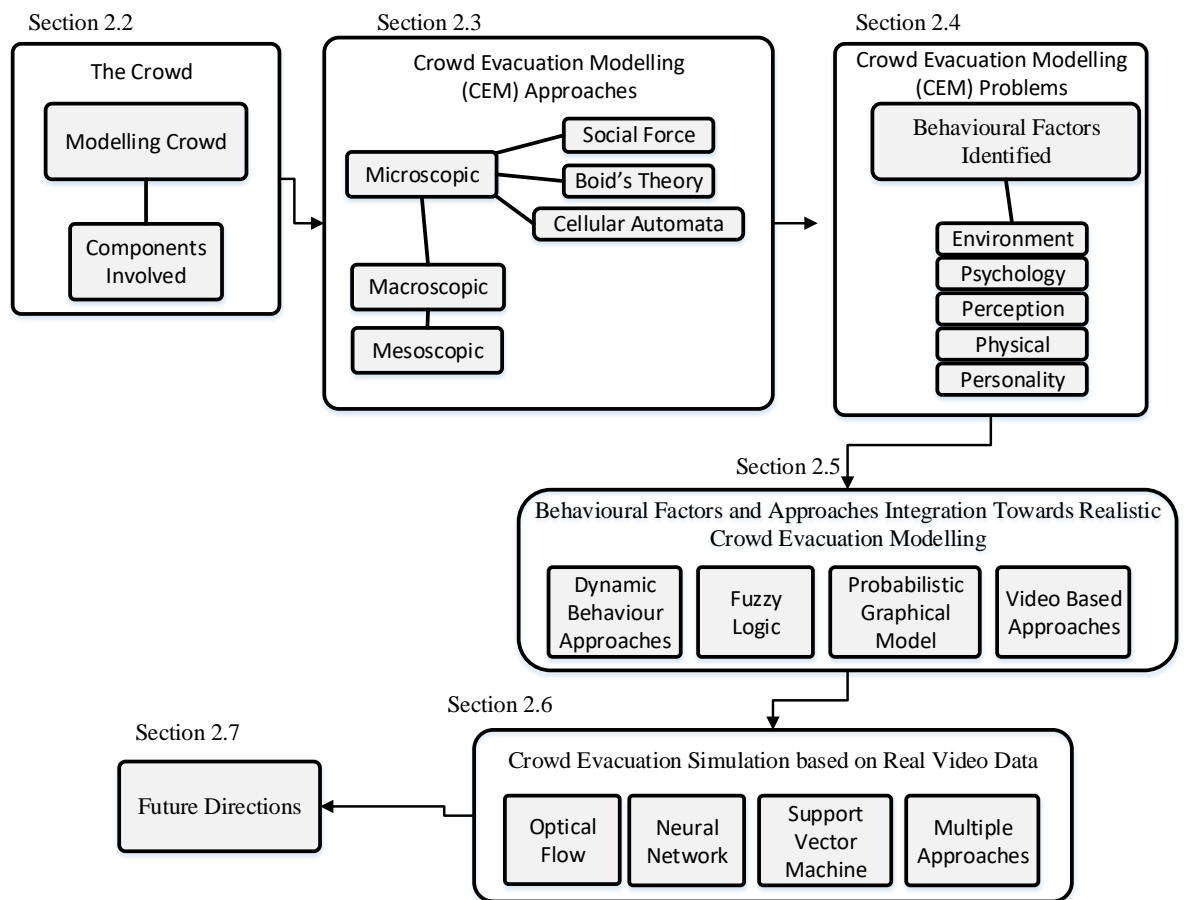 Section 2.2
The Crowd
Modelling Crowd
Components
Involved
Section 2.3
Crowd Evacuation Modelling
(CEM) Approaches
Microscopic
Social Force
Boid's Theory
Cellular Automata
Macroscopic
Mesoscopic
Section 2.4
Crowd Evacuation Modelling
(CEM) Problems
Behavioural Factors
Identified
Environment
Psychology
Perception
Physical
Personality
Section 2.5
Behavioural Factors and Approaches Integration Towards Realistic
Crowd Evacuation Modelling
Dynamic
Behaviour
Approaches
Fuzzy
Logic
Probabilistic
Graphical
Model
Video Based
Approaches
Section 2.6
Crowd Evacuation Simulation based on Real Video Data
Optical
Flow
Neural
Network
Support
Vector
Machine
Multiple
Approaches
Section 2.7
Future Directions